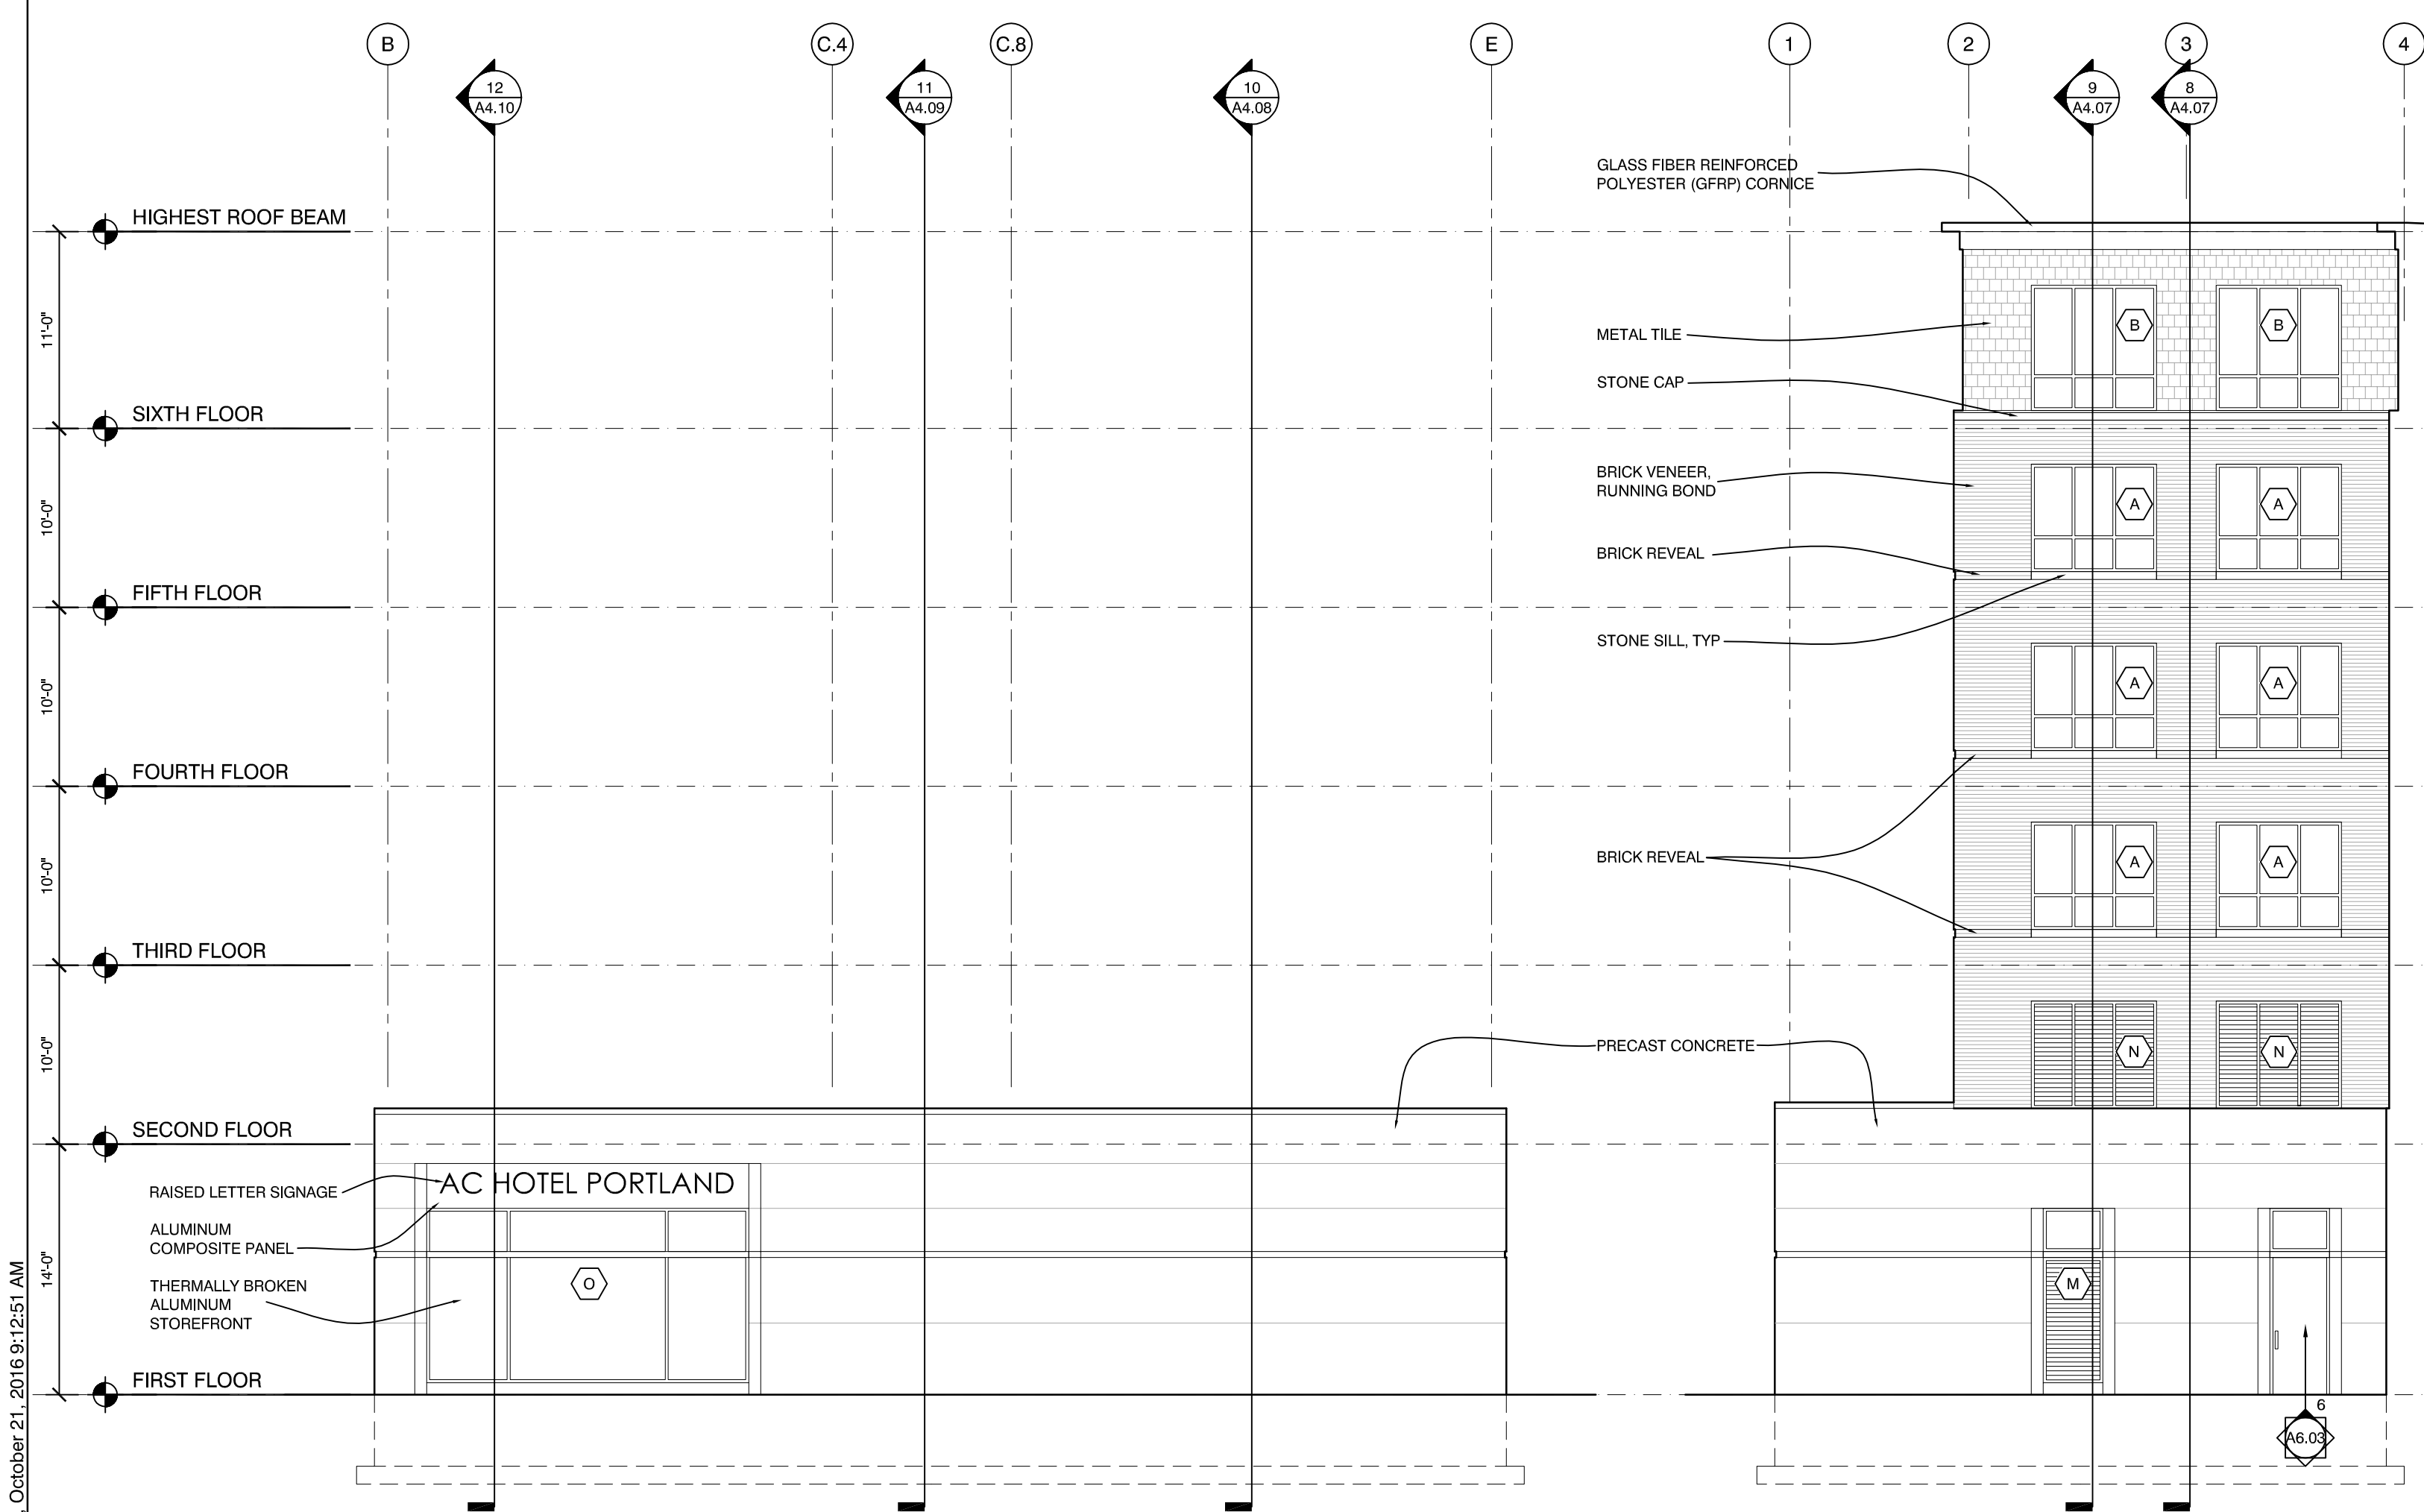 B
C.4
C.8
E
1
2
3
4
12
A4.10
11
A4.09
10
A4.08
9
A4.07
8
A4.07
GLASS FIBER REINFORCED
POLYESTER (GFRP) CORNICE
HIGHEST ROOF BEAM
11'-0"
METAL TILE
B
B
STONE CAP
SIXTH FLOOR
BRICK VENEER,
RUNNING BOND
10'-0"
A
A
BRICK REVEAL
FIFTH FLOOR
STONE SILL, TYP
10'-0"
A
A
FOURTH FLOOR
BRICK REVEAL
10'-0"
A
A
THIRD FLOOR
PRECAST CONCRETE
10'-0"
N
N
SECOND FLOOR
RAISED LETTER SIGNAGE
AC HOTEL PORTLAND
ALUMINUM
COMPOSITE PANEL
14'-0"
THERMALLY BROKEN
ALUMINUM
STOREFRONT
O
M
FIRST FLOOR
6
A6.03
, October 21, 2016 9:12:51 AM